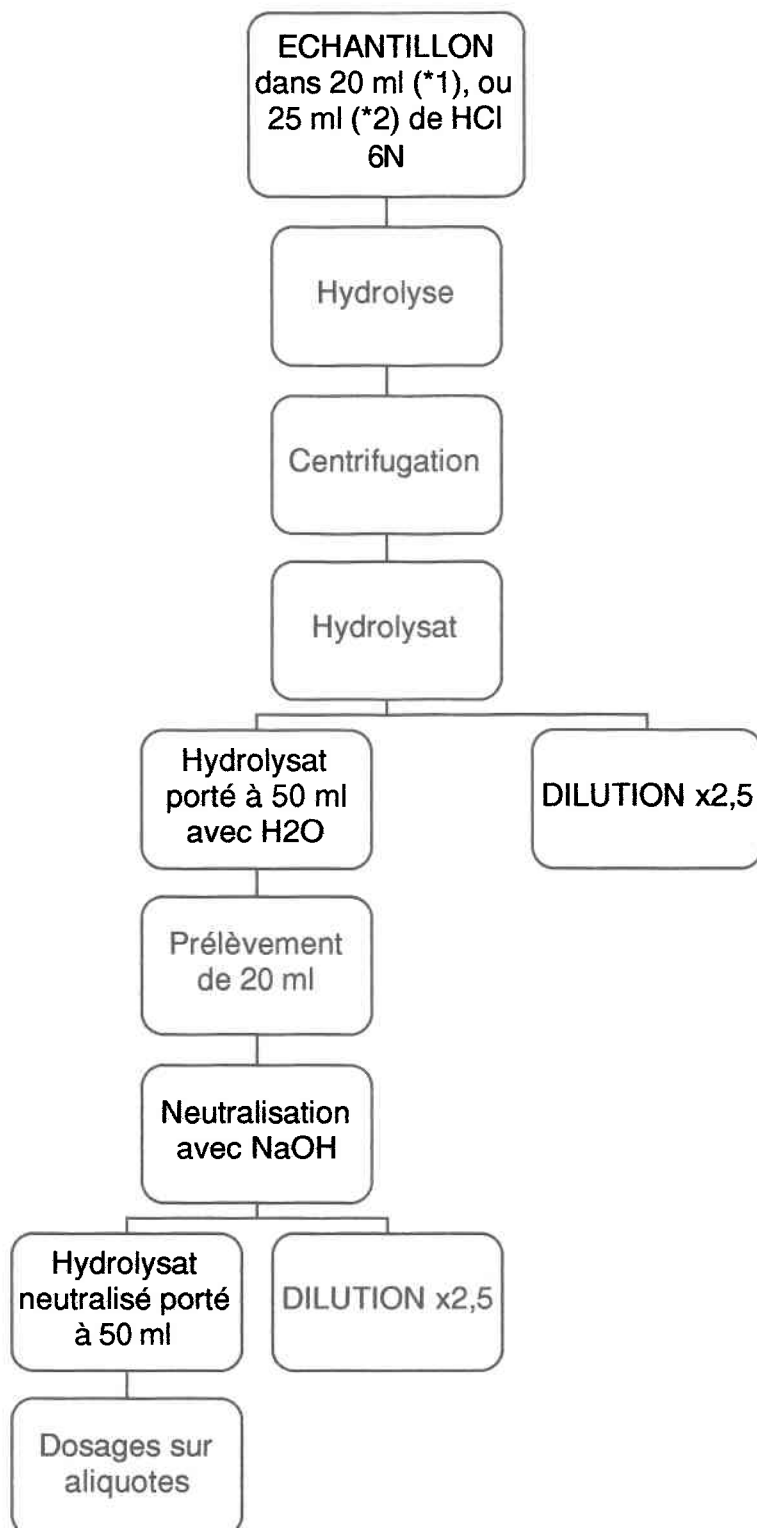 ECHANTILLON
dans 20 ml (*1), ou
25 ml (*2) de HCl
6N
Hydrolyse
Centrifugation
Hydrolysat
Hydrolysat
porté à 50 ml
avec H2O
DILUTION x2,5
Prélèvement
de 20 ml
Neutralisation
avec NaOH
Hydrolysat
neutralisé porté
à 50 ml
DILUTION x2,5
Dosages sur
aliquotes